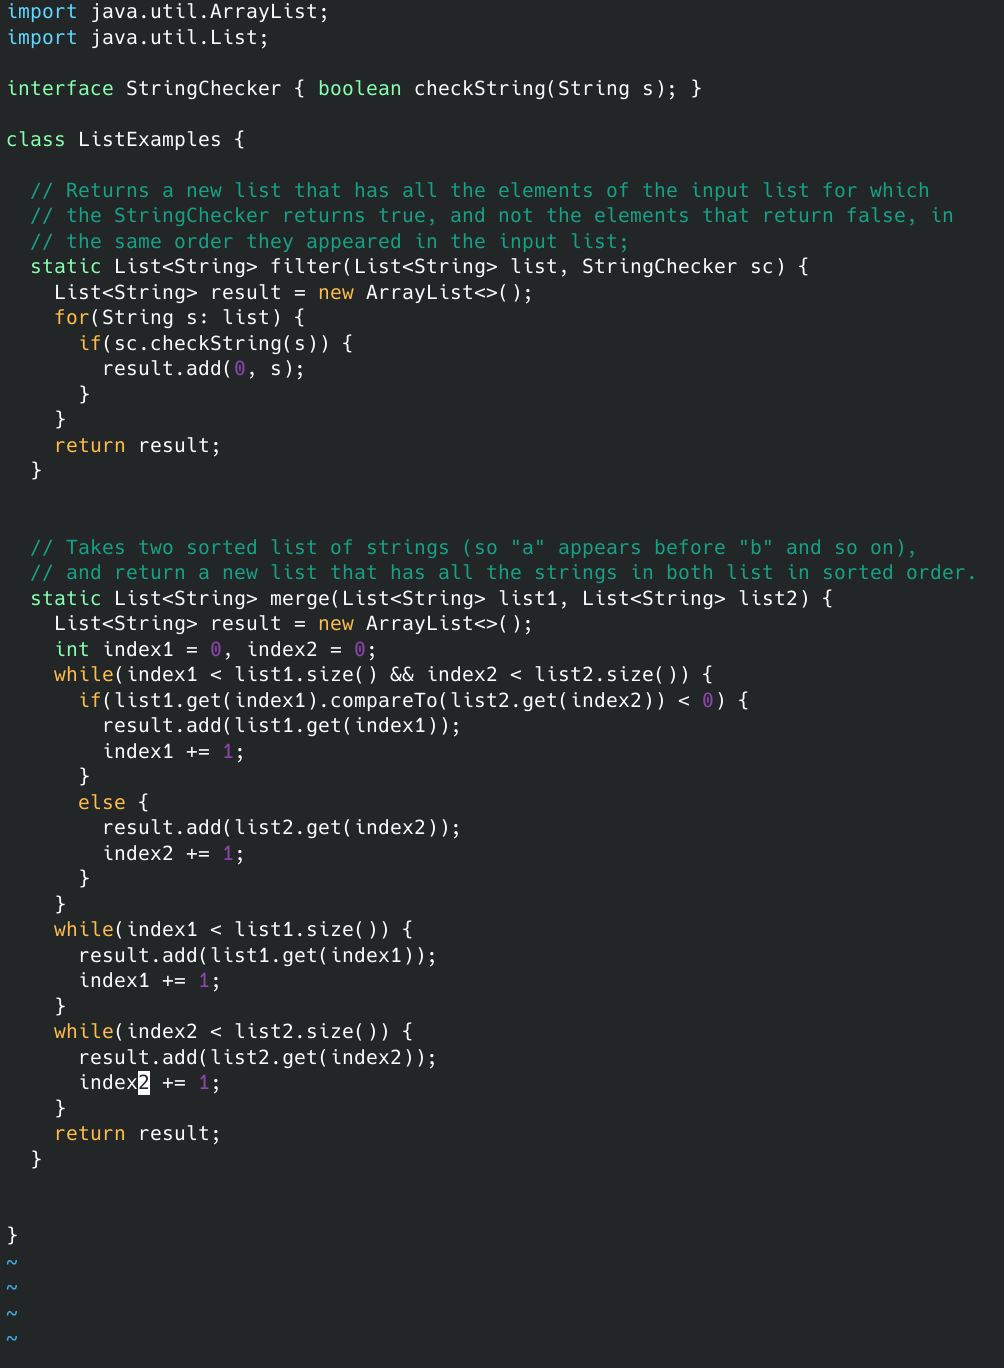 import java.util.ArrayList;
import java.util.List;

interface StringChecker { boolean checkString(String s); }

class ListExamples {

  // Returns a new list that has all the elements of the input list for which
  // the StringChecker returns true, and not the elements that return false, in
  // the same order they appeared in the input list;
  static List<String> filter(List<String> list, StringChecker sc) {
    List<String> result = new ArrayList<>();
    for(String s: list) {
      if(sc.checkString(s)) {
        result.add(0, s);
      }
    }
    return result;
  }


  // Takes two sorted list of strings (so "a" appears before "b" and so on),
  // and return a new list that has all the strings in both list in sorted order.
  static List<String> merge(List<String> list1, List<String> list2) {
    List<String> result = new ArrayList<>();
    int index1 = 0, index2 = 0;
    while(index1 < list1.size() && index2 < list2.size()) {
      if(list1.get(index1).compareTo(list2.get(index2)) < 0) {
        result.add(list1.get(index1));
        index1 += 1;
      }
      else {
        result.add(list2.get(index2));
        index2 += 1;
      }
    }
    while(index1 < list1.size()) {
      result.add(list1.get(index1));
      index1 += 1;
    }
    while(index2 < list2.size()) {
      result.add(list2.get(index2));
      index2 += 1;
    }
    return result;
  }


}
~
~
~
~